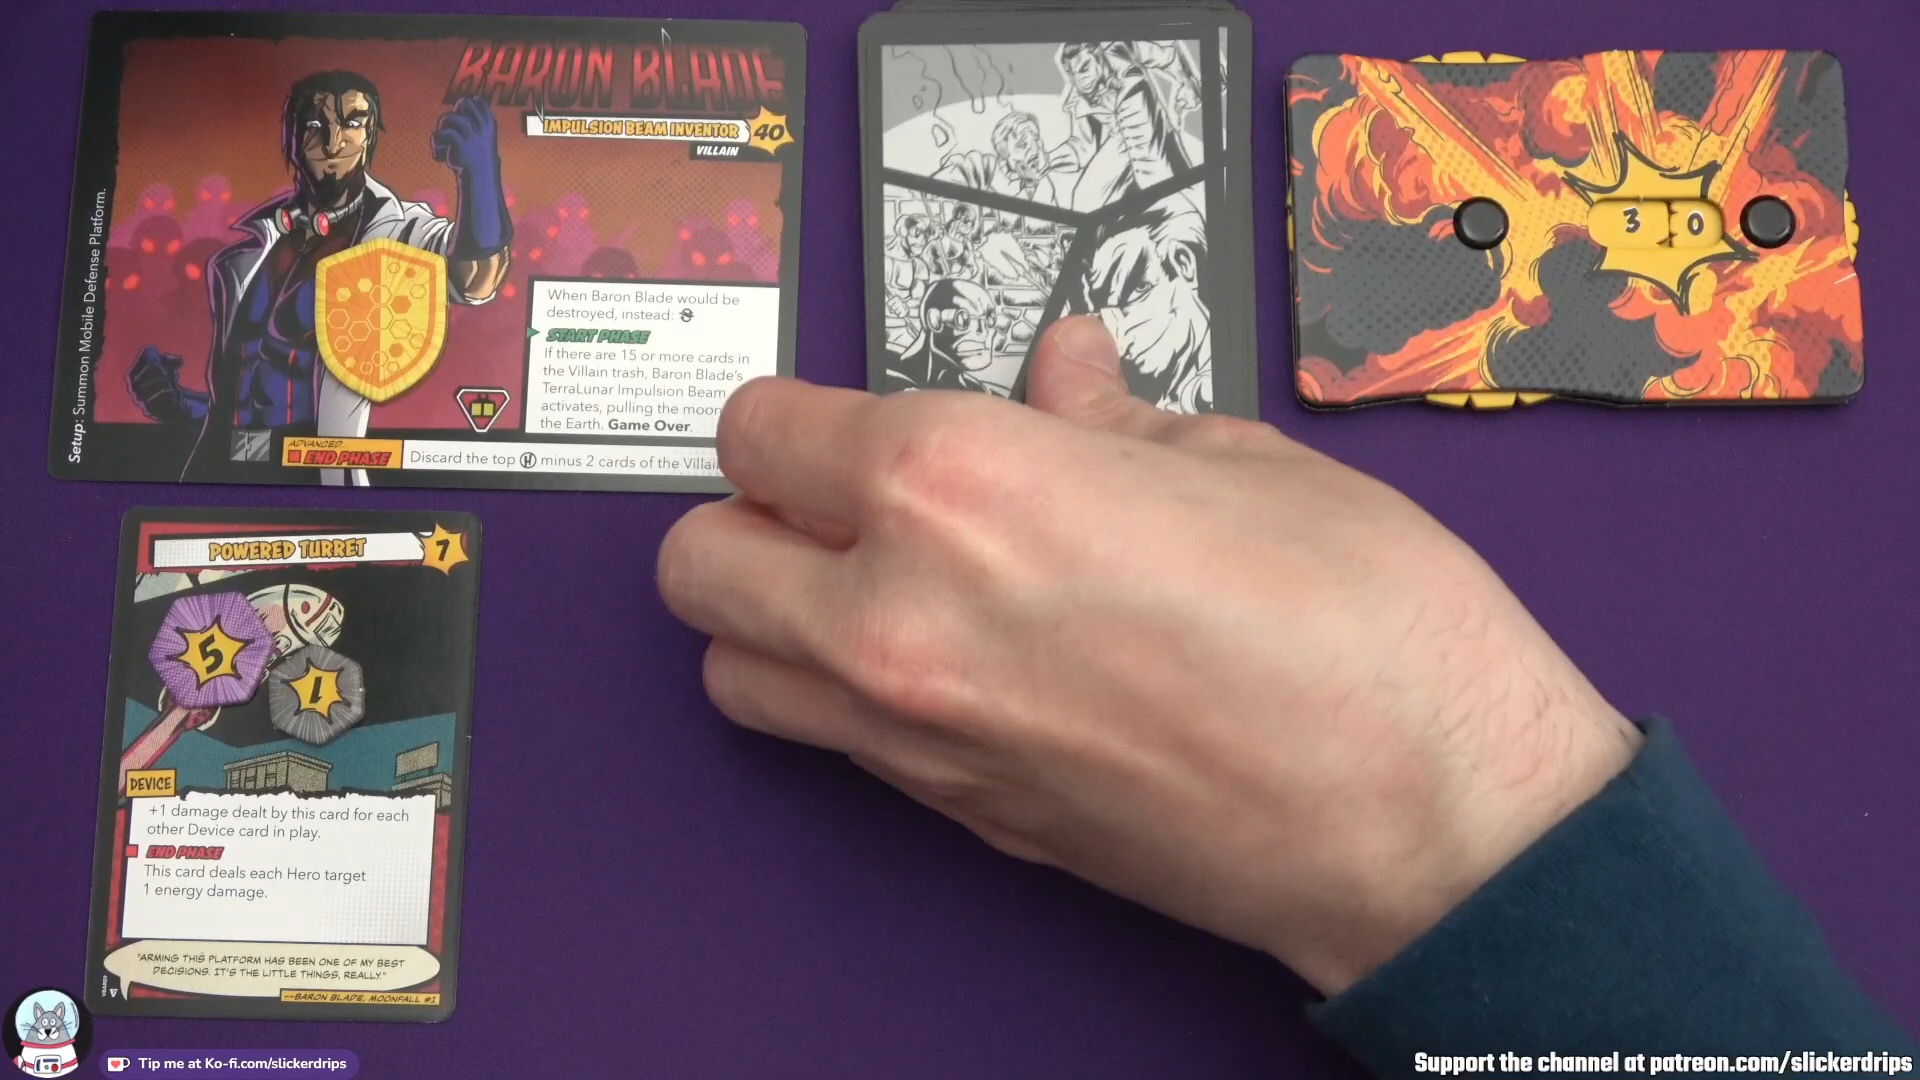 BARON BLADE
IMPULSION BEAM INVENTOR
40
VILLAIN
Setup: Summon Mobile Defense Platform.
When Baron Blade would be
destroyed, instead:
START PHASE
If there are 15 or more cards in
the Villain trash, Baron Blade's
TerraLunar Impulsion Beam
activates, pulling the moon
the Earth. Game Over.
ADVANCED
END PHASE
Discard the top H minus 2 cards of the
3 0
POWERED TURRET
7
5
1
DEVICE
+1 damage dealt by this card for each
other Device card in play.
END PHASE
This card deals each Hero target
1 energy damage.
"ARMING THIS PLATFORM HAS BEEN ONE OF MY BEST
DECISIONS. IT'S THE LITTLE THINGS, REALLY."
--BARON BLADE, MOONFALL #1
Tip me at Ko-fi.com/slickerdrips
Support the channel at patreon.com/slickerdrips